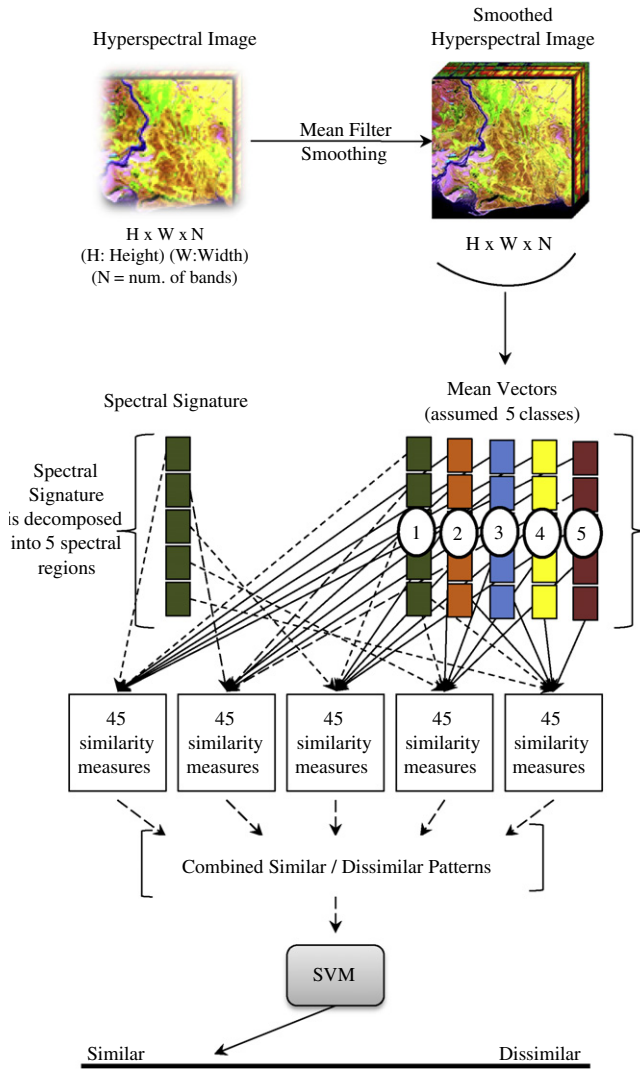 Hyperspectral Image
Smoothed
Hyperspectral Image
Mean Filter
Smoothing
H x W x N
(H: Height) (W:Width)
(N = num. of bands)
H x W x N
Spectral Signature
Mean Vectors
(assumed 5 classes)
Spectral
Signature
is decomposed
into 5 spectral
regions
1
2
3
4
5
45
similarity
measures
45
similarity
measures
45
similarity
measures
45
similarity
measures
45
similarity
measures
Combined Similar / Dissimilar Patterns
SVM
Similar
Dissimilar